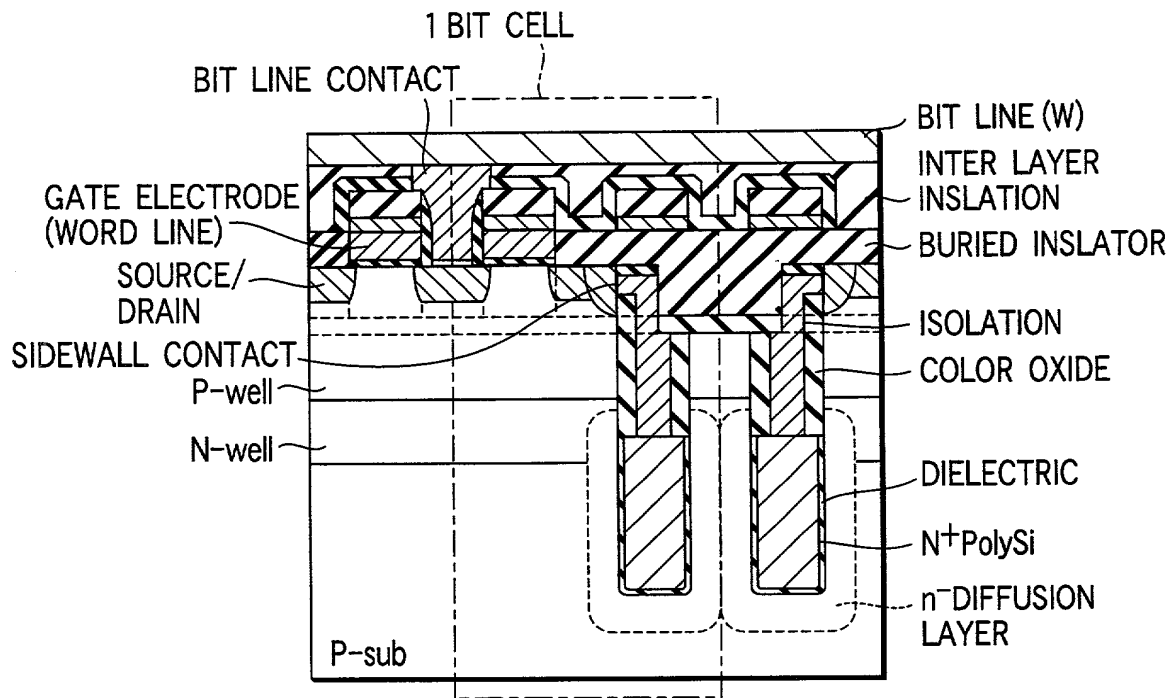 1 BIT CELL
BIT LINE CONTACT
BIT LINE (W)
INTER LAYER
INSLATION
GATE ELECTRODE
(WORD LINE)
BURIED INSLATOR
SOURCE/
DRAIN
ISOLATION
SIDEWALL CONTACT
COLOR OXIDE
P-well
N-well
DIELECTRIC
N+PolySi
n-DIFFUSION
LAYER
P-sub